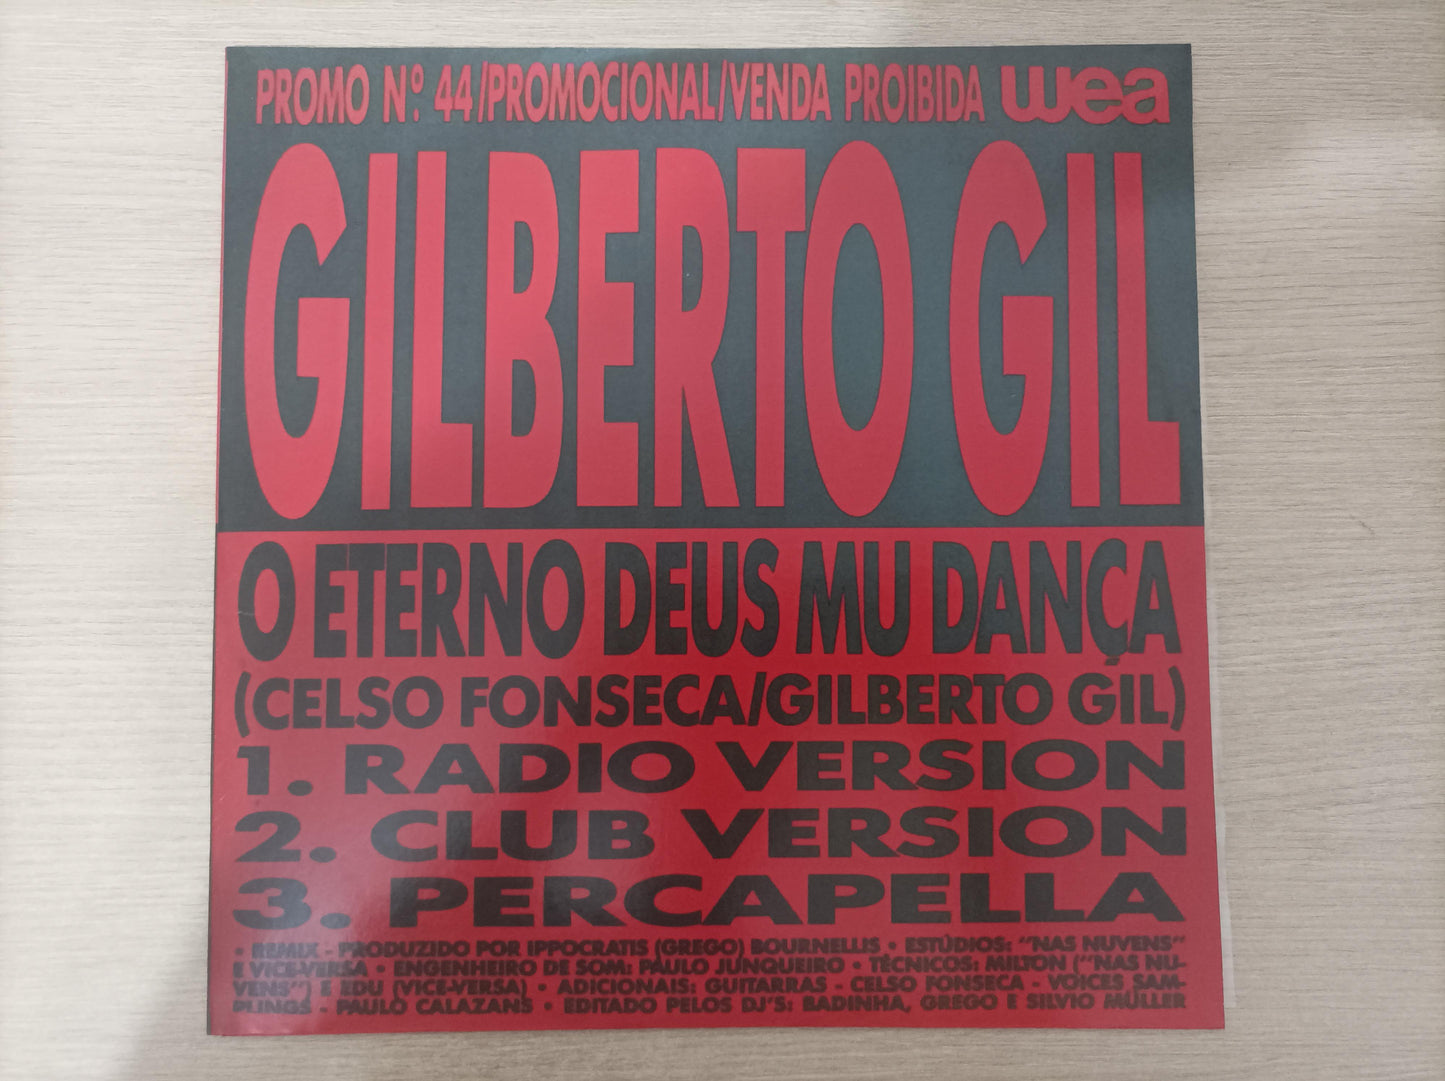 PROMO Nº. 44/PROMOCIONAL/VENDA PROIBIDA wea
GILBERTO GIL
O ETERNO DEUS MU DANÇA
(CELSO FONSECA/GILBERTO GIL)
1. RADIO VERSION
2. CLUB VERSION
3. PERCAPELLA
• REMIX - PRODUZIDO POR IPPOCRATIS (GREGO) BOURNELLIS • ESTÚDIOS: "NAS NUVENS"
E VICE-VERSA • ENGENHEIRO DE SOM: PAULO JUNQUEIRO • TÉCNICOS: MILTON ("NAS NU-
VENS") E EDU (VICE-VERSA) • ADICIONAIS: GUITARRAS - CELSO FONSECA - VOICES SAM-
PLINGS - PAULO CALAZANS • EDITADO PELOS DJ'S: BADINHA, GREGO E SILVIO MÜLLER